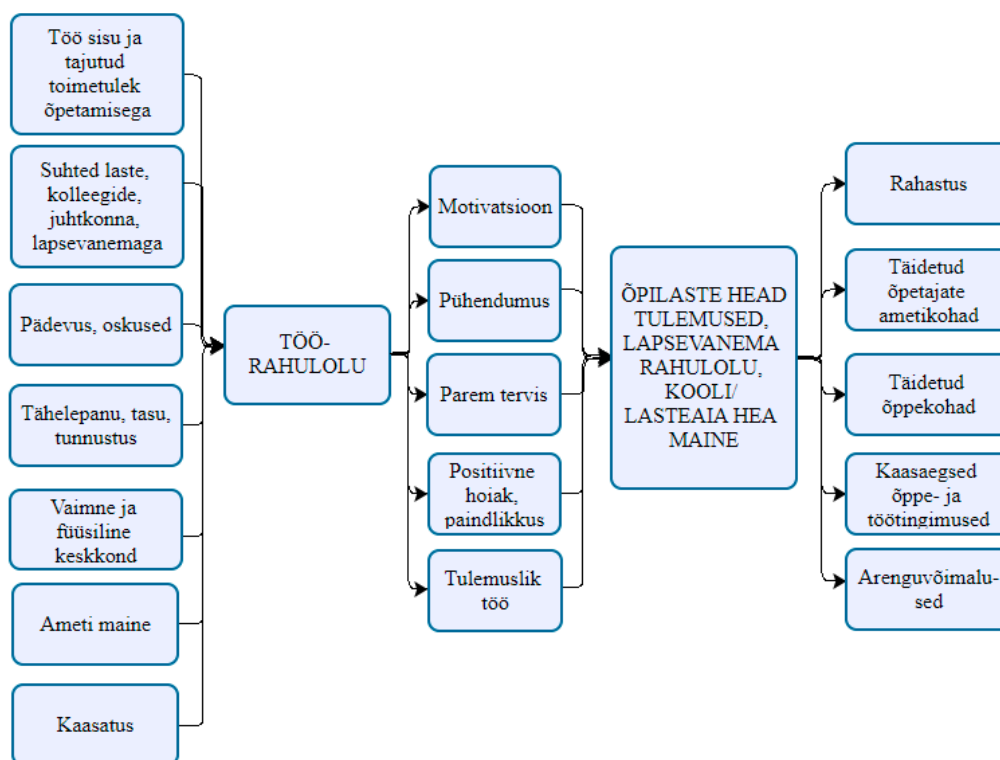 Töö sisu ja
tajutud
toimetulek
õpetamisega
Suhted laste,
kolleegide,
juhtkonna,
lapsevanemaga
Pädevus, oskused
Tähelepanu, tasu,
tunnustus
Vaimne ja
füüsiline
keskkond
Ameti maine
Kaasatus
TÖÖ-
RAHULOLU
Motivatsioon
Pühendumus
Parem tervis
Positiivne
hoiak,
paindlikkus
Tulemuslik
töö
ÕPILASTE HEAD
TULEMUSED,
LAPSEVANEMA
RAHULOLU,
KOOLI/
LASTEAIA HEA
MAINE
Rahastus
Täidetud
õpetajate
ametikohad
Täidetud
õppekohad
Kaasaegsed
õppe- ja
töötingimused
Arenguvõimalu-
sed